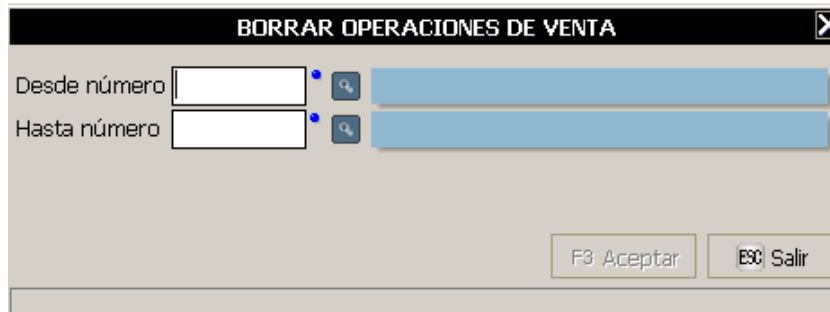 BORRAR OPERACIONES DE VENTA
Desde número
Hasta número
F3 Aceptar
ESC Salir